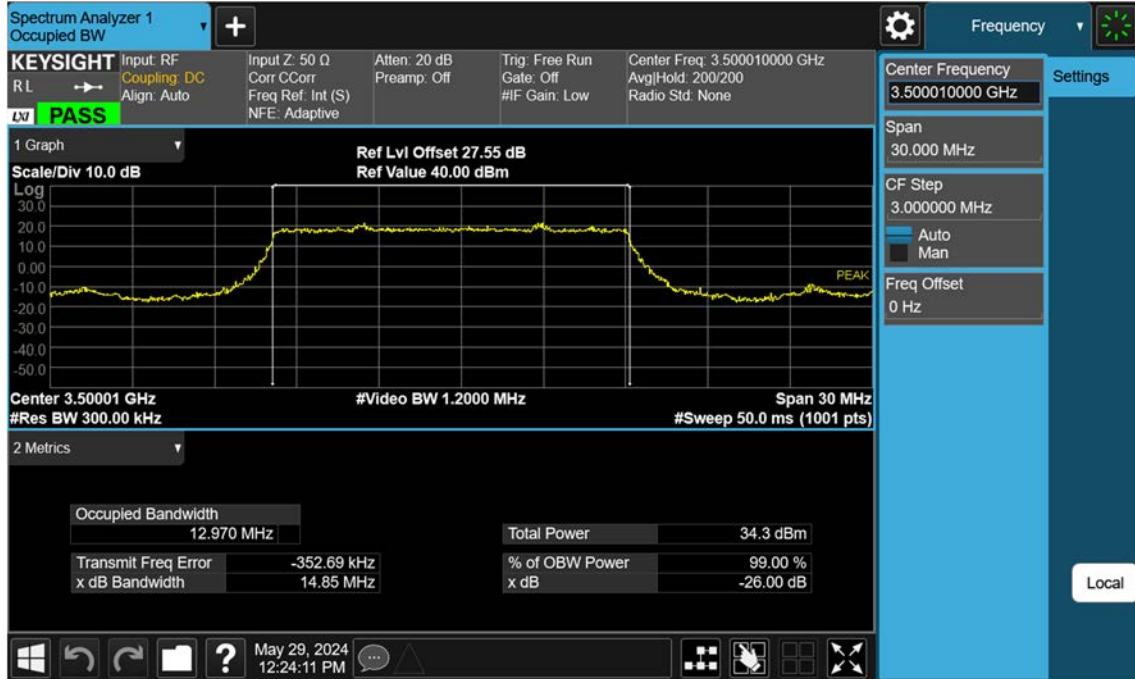 Spectrum Analyzer 1
Occupied BW
Frequency
KEYSIGHT
R L
LXI PASS
Input: RF
Coupling: DC
Align: Auto
Input Z: 50 Ω
Corr CCorr
Freq Ref: Int (S)
NFE: Adaptive
Atten: 20 dB
Preamp: Off
Trig: Free Run
Gate: Off
#IF Gain: Low
Center Freq: 3.500010000 GHz
Avg|Hold: 200/200
Radio Std: None
Center Frequency
3.500010000 GHz
Settings
Span
30.000 MHz
CF Step
3.000000 MHz
Auto
Man
Freq Offset
0 Hz
Local
1 Graph
Scale/Div 10.0 dB
Ref Lvl Offset 27.55 dB
Ref Value 40.00 dBm
Log
30.0
20.0
10.0
0.00
-10.0
-20.0
-30.0
-40.0
-50.0
PEAK
Center 3.50001 GHz
#Video BW 1.2000 MHz
Span 30 MHz
#Res BW 300.00 kHz
#Sweep 50.0 ms (1001 pts)
2 Metrics
Occupied Bandwidth
12.970 MHz
Total Power 34.3 dBm
Transmit Freq Error -352.69 kHz
% of OBW Power 99.00 %
x dB Bandwidth 14.85 MHz
x dB -26.00 dB
?
May 29, 2024
12:24:11 PM